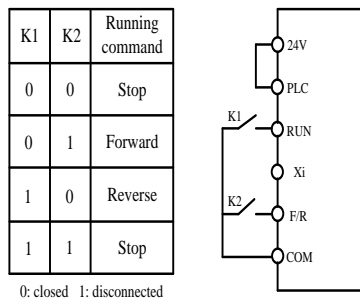 K1 K2 Running command
0 0 Stop
0 1 Forward
1 0 Reverse
1 1 Stop
0: closed 1: disconnected
24V
PLC
K1
RUN
Xi
K2
F/R
COM